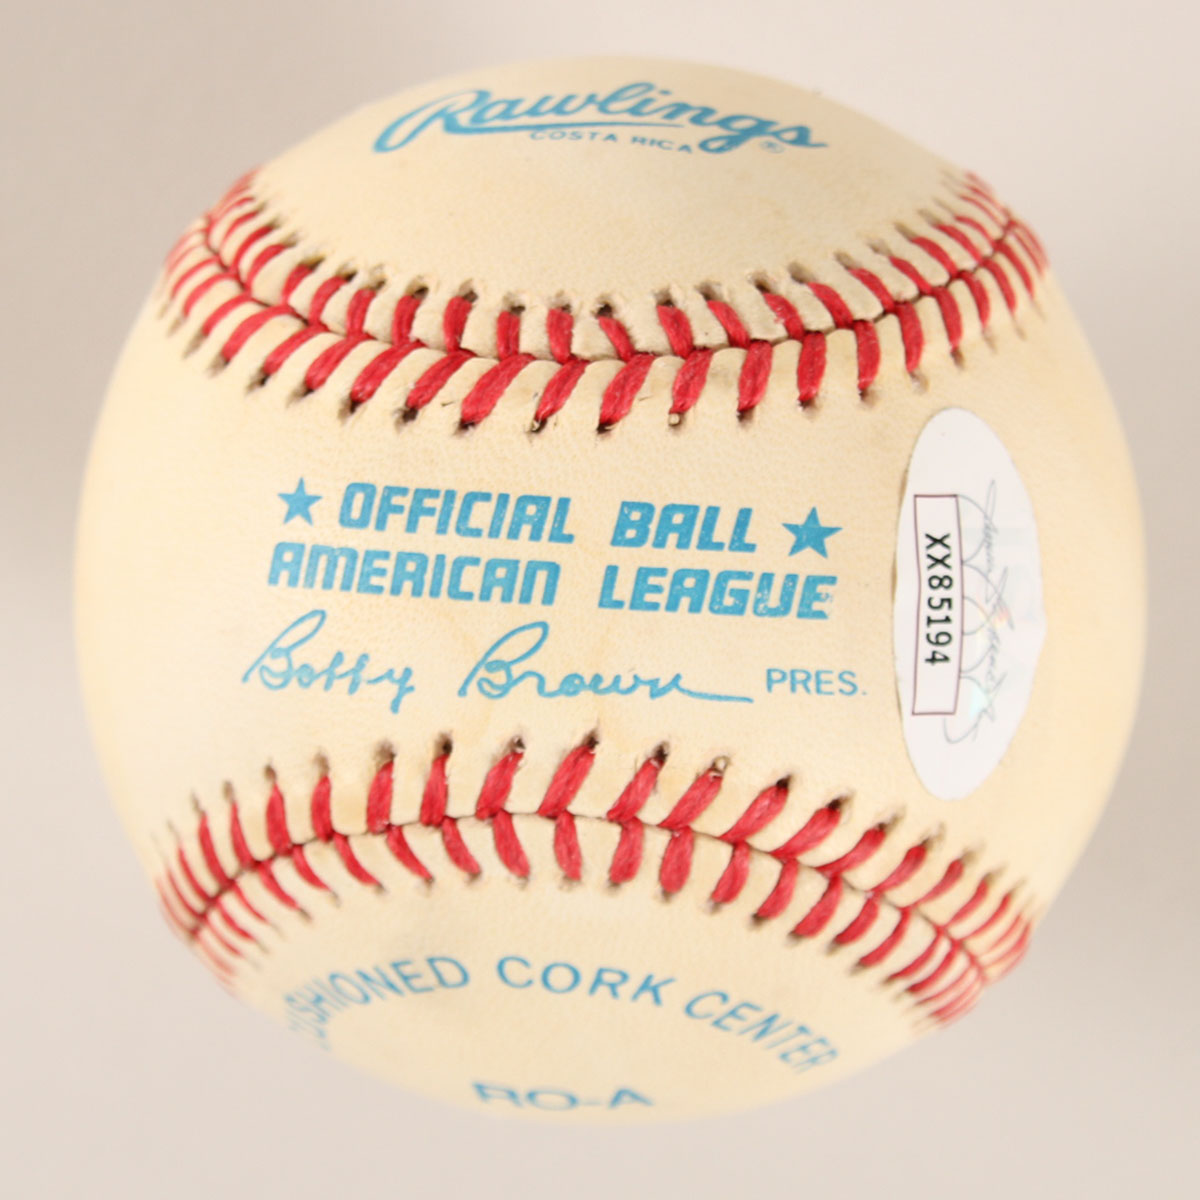 Rawlings®
COSTA RICA
★ OFFICIAL BALL ★
AMERICAN LEAGUE
Bobby Brown PRES.
XX85194
CORK CENTER
RO-A